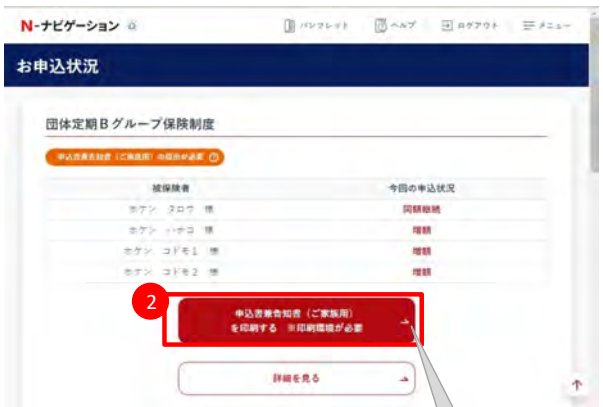 N-ナビゲーション
パンフレット ヘルプ ログアウト メニュー
お申込状況
団体定期Bグループ保険制度
申込書兼告知書（ご家族用）の提出が必要
被保険者 今回の申込状況
ホケン タロウ 様 同額継続
ホケン ハナコ 様 増額
ホケン コドモ1 様 増額
ホケン コドモ2 様 増額
2
申込書兼告知書（ご家族用）
を印刷する ※印刷環境が必要
詳細を見る